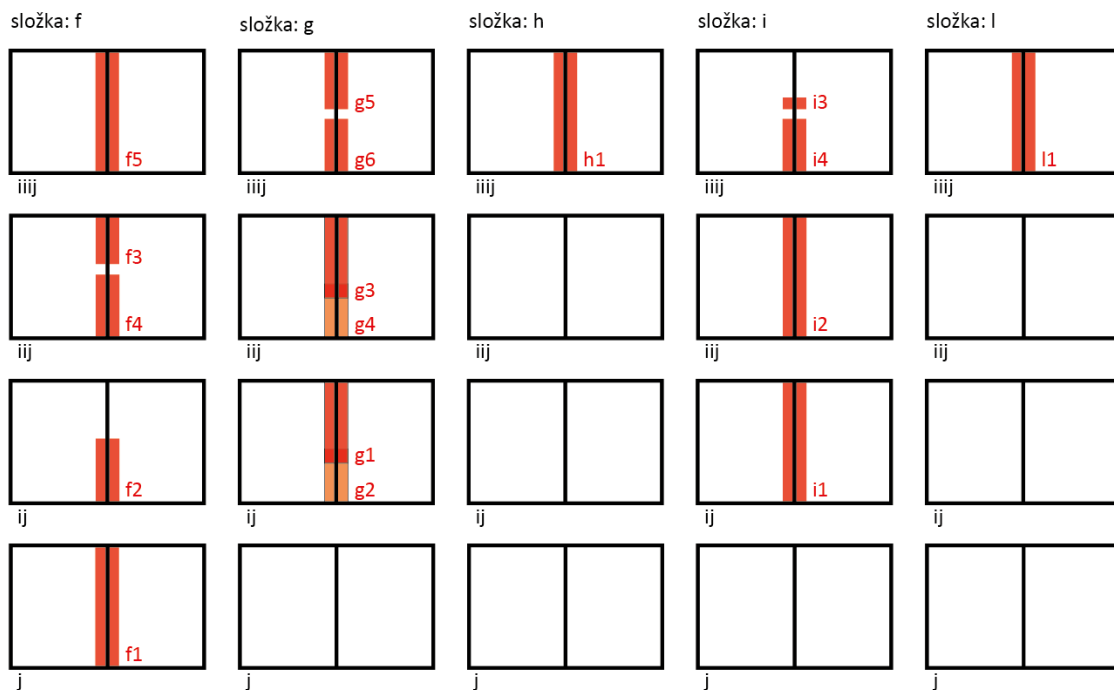 složka: f složka: g složka: h složka: i složka: l
g5 i3
f5 g6 h1 i4 l1
iiij iiij iiij iiij iiij
f3
g3
f4 g4 i2
iij iij iij iij iij
g1
f2 g2 i1
ij ij ij ij ij
f1
j j j j j